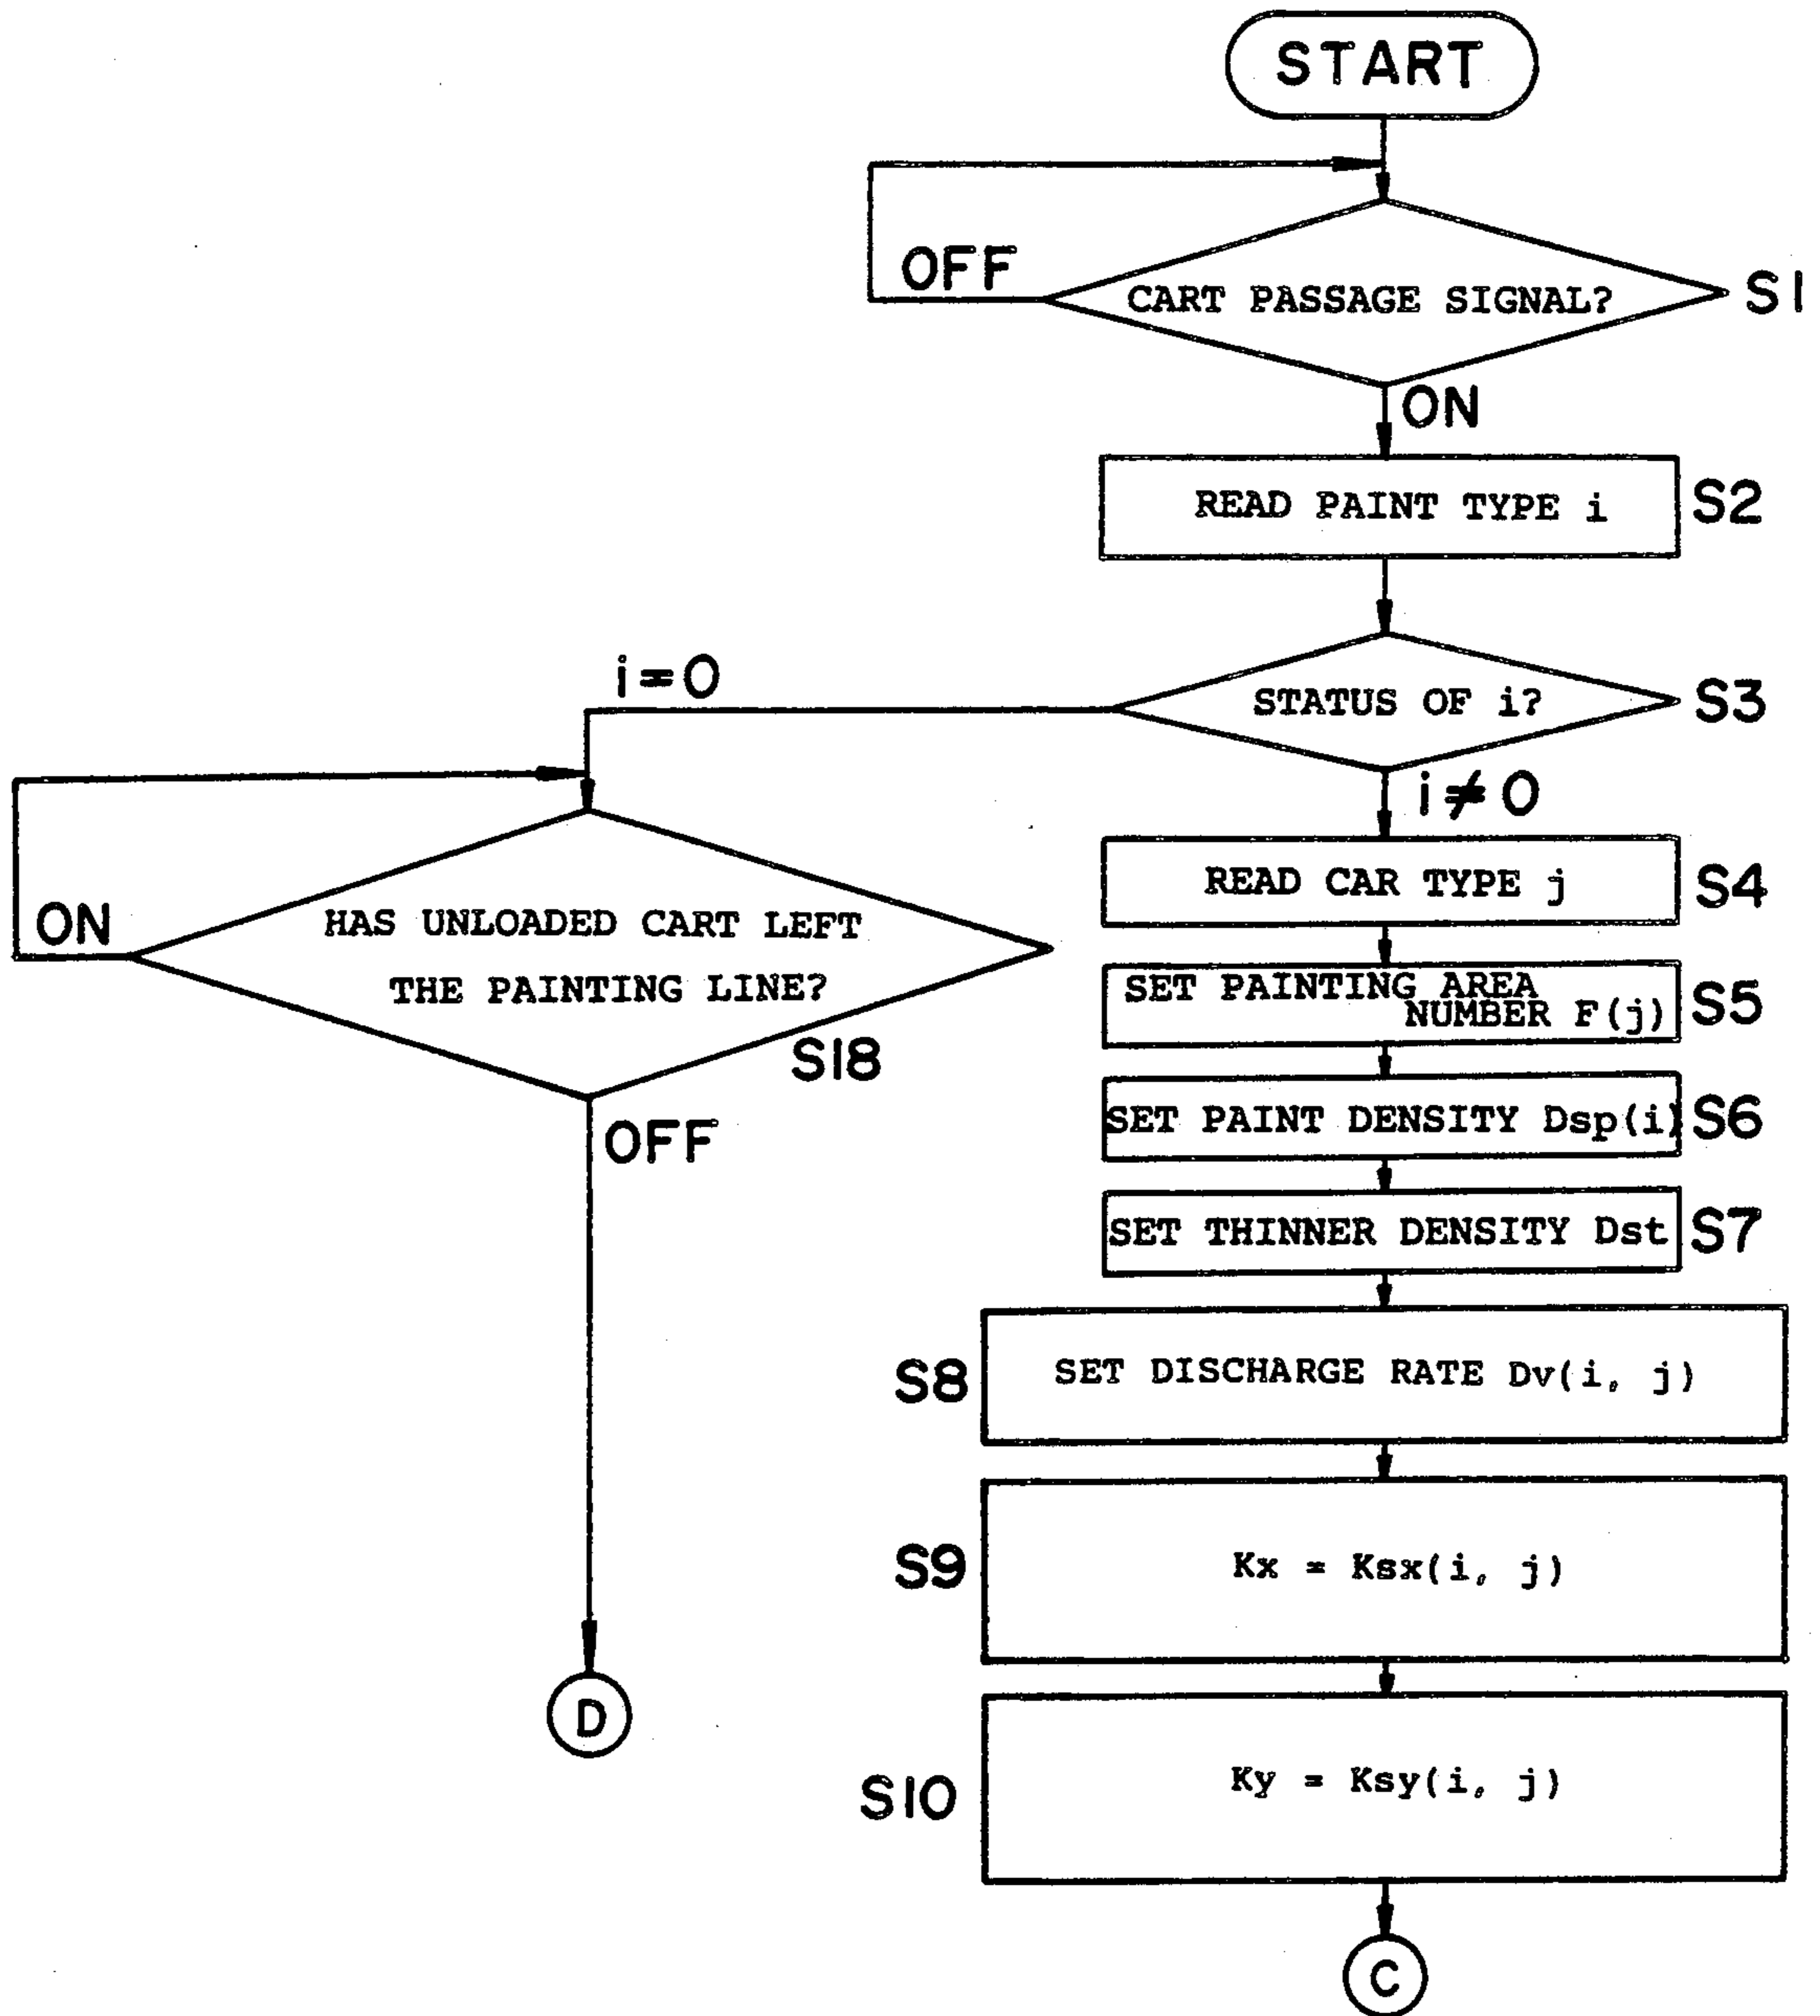 START
OFF
CART PASSAGE SIGNAL?
S1
ON
READ PAINT TYPE i
S2
i=0
STATUS OF i?
S3
i≠0
READ CAR TYPE j
S4
ON
HAS UNLOADED CART LEFT
THE PAINTING LINE?
S18
OFF
SET PAINTING AREA
NUMBER F(j)
S5
SET PAINT DENSITY Dsp(i)
S6
SET THINNER DENSITY Dst
S7
S8
SET DISCHARGE RATE Dv(i, j)
S9
Kx = Ksx(i, j)
D
S10
Ky = Ksy(i, j)
C